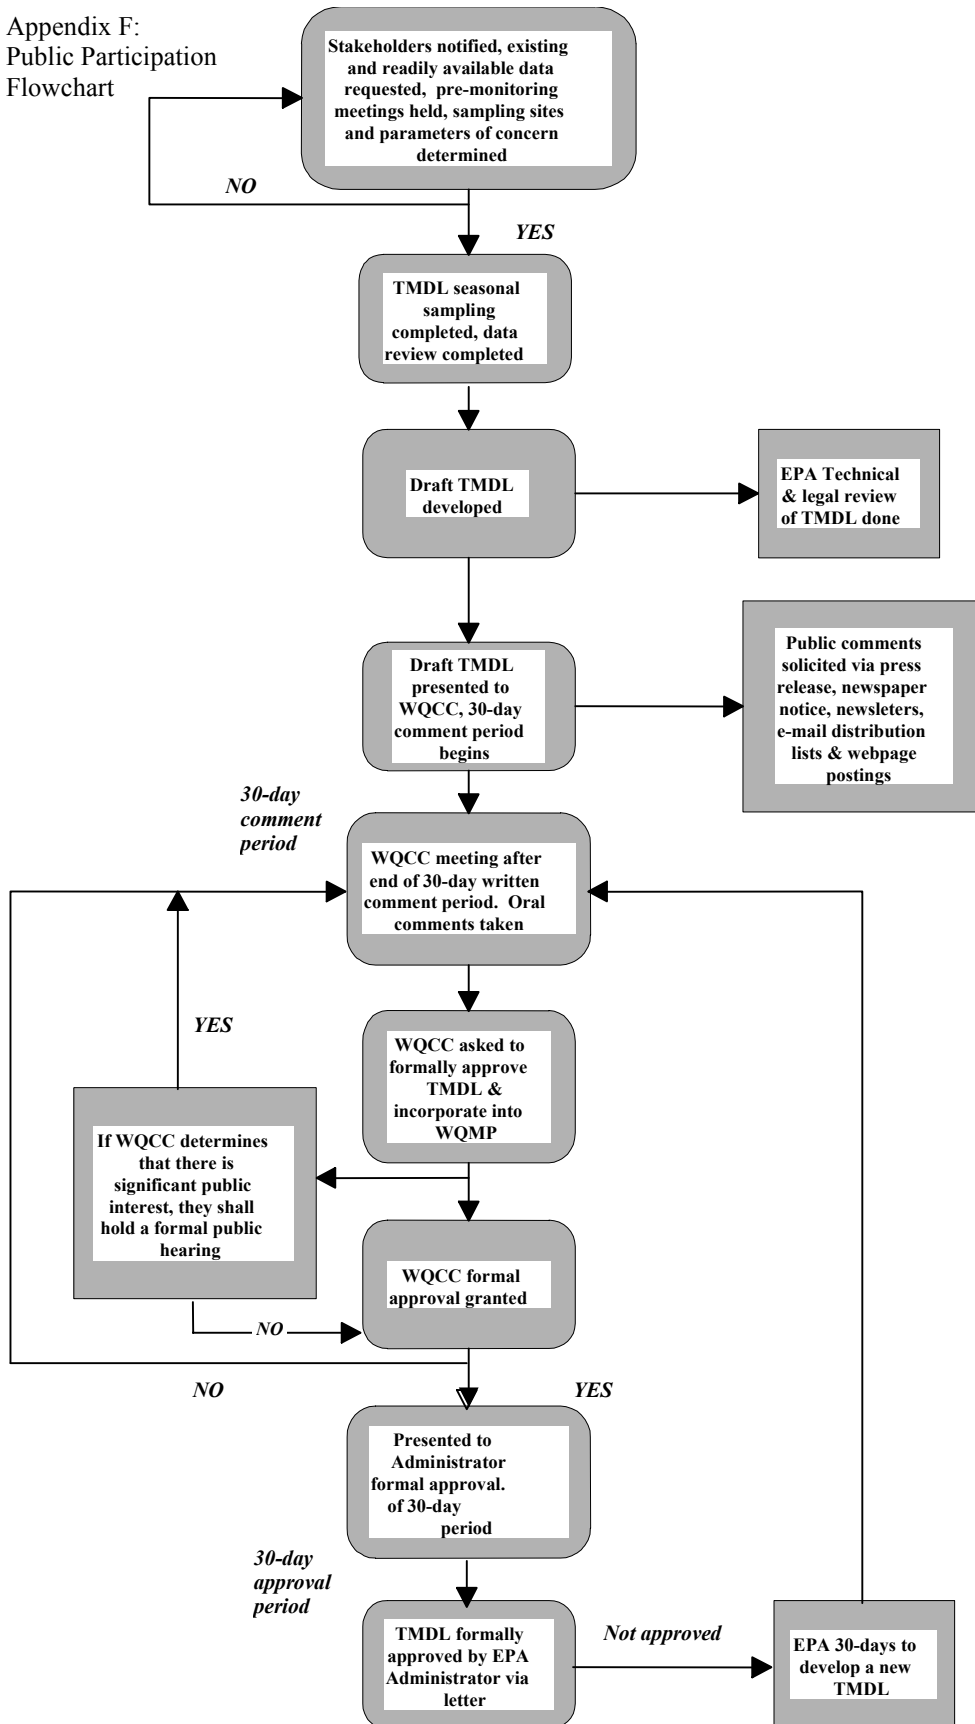 Appendix F:
Public Participation
Flowchart
Stakeholders notified, existing
and readily available data
requested, pre-monitoring
meetings held, sampling sites
and parameters of concern
determined
NO
YES
TMDL seasonal
sampling
completed, data
review completed
Draft TMDL
developed
EPA Technical
& legal review
of TMDL done
Draft TMDL
presented to
WQCC, 30-day
comment period
begins
Public comments
solicited via press
release, newspaper
notice, newsleters,
e-mail distribution
lists & webpage
postings
30-day
comment
period
WQCC meeting after
end of 30-day written
comment period. Oral
comments taken
YES
WQCC asked to
formally approve
TMDL &
incorporate into
WQMP
If WQCC determines
that there is
significant public
interest, they shall
hold a formal public
hearing
WQCC formal
approval granted
NO
NO
YES
Presented to
Administrator
formal approval.
of 30-day
period
30-day
approval
period
TMDL formally
approved by EPA
Administrator via
letter
Not approved
EPA 30-days to
develop a new
TMDL